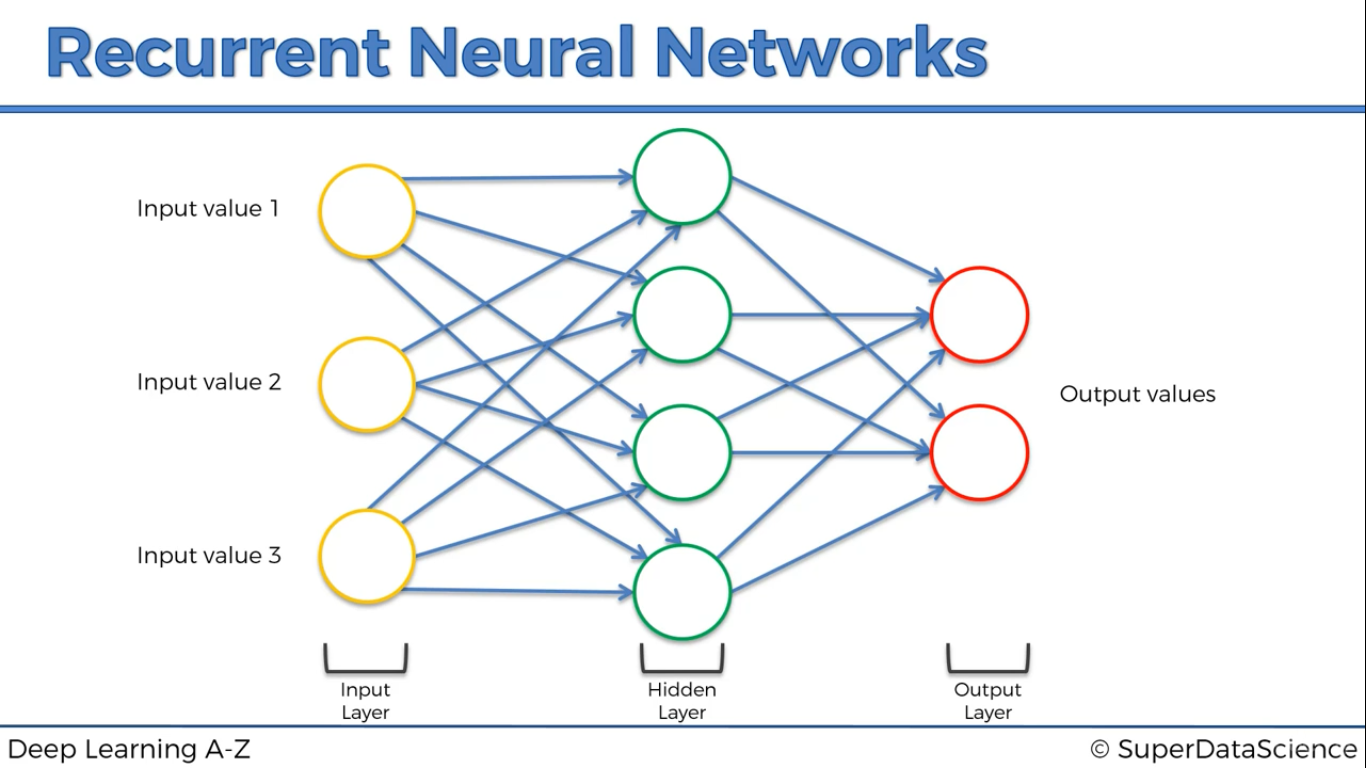 Recurrent Neural Networks
Input value 1
Input value 2
Input value 3
Output values
Input
Layer
Hidden
Layer
Output
Layer
Deep Learning A-Z
© SuperDataScience